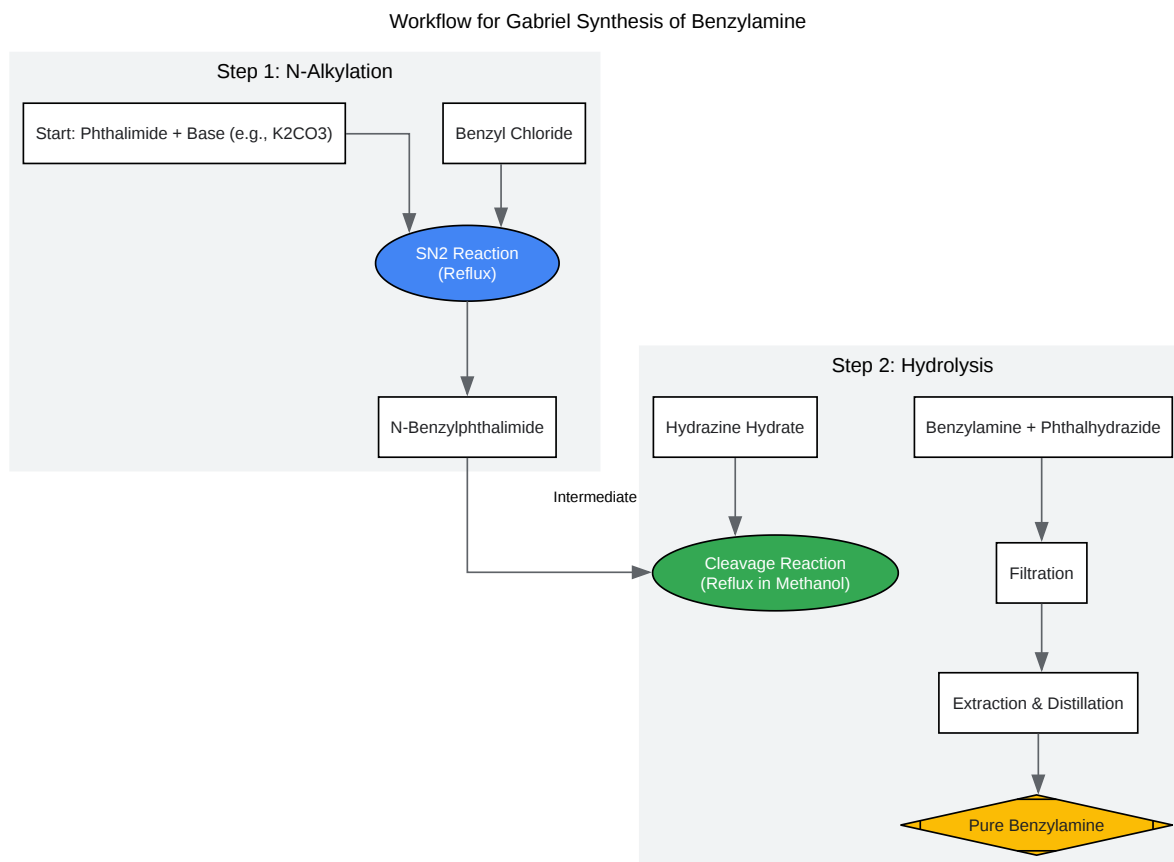 Workflow for Gabriel Synthesis of Benzylamine
Step 1: N-Alkylation
Start: Phthalimide + Base (e.g., K2CO3)
Benzyl Chloride
SN2 Reaction
(Reflux)
N-Benzylphthalimide
Intermediate
Step 2: Hydrolysis
Hydrazine Hydrate
Benzylamine + Phthalhydrazide
Cleavage Reaction
(Reflux in Methanol)
Filtration
Extraction & Distillation
Pure Benzylamine